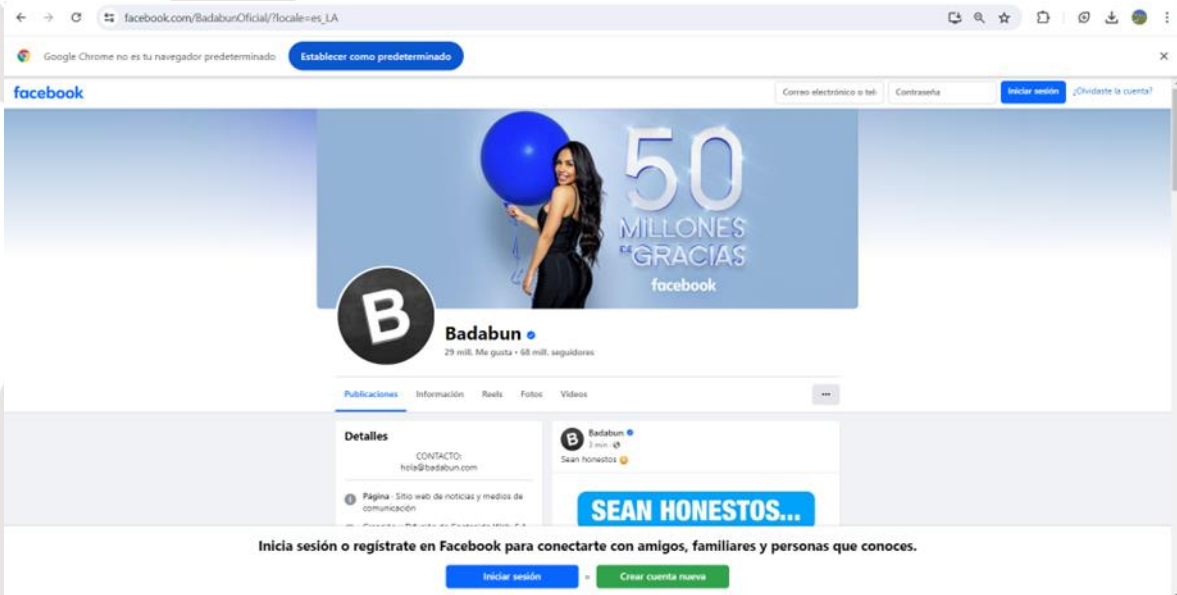 facebook.com/BadabunOficial/?locale=es_LA
Google Chrome no es tu navegador predeterminado
Establecer como predeterminado
facebook
Correo electrónico o tel
Contraseña
Iniciar sesión
¿Olvidaste la cuenta?
50
MILLONES
DE GRACIAS
facebook
B
Badabun
29 mill. Me gusta • 68 mill. seguidores
Publicaciones
Información
Reels
Fotos
Videos
Detalles
CONTACTO:
hola@badabun.com
Página · Sitio web de noticias y medios de
comunicación
B
Badabun
3 min ·
Sean honestos
SEAN HONESTOS...
Inicia sesión o regístrate en Facebook para conectarte con amigos, familiares y personas que conoces.
Iniciar sesión
o
Crear cuenta nueva